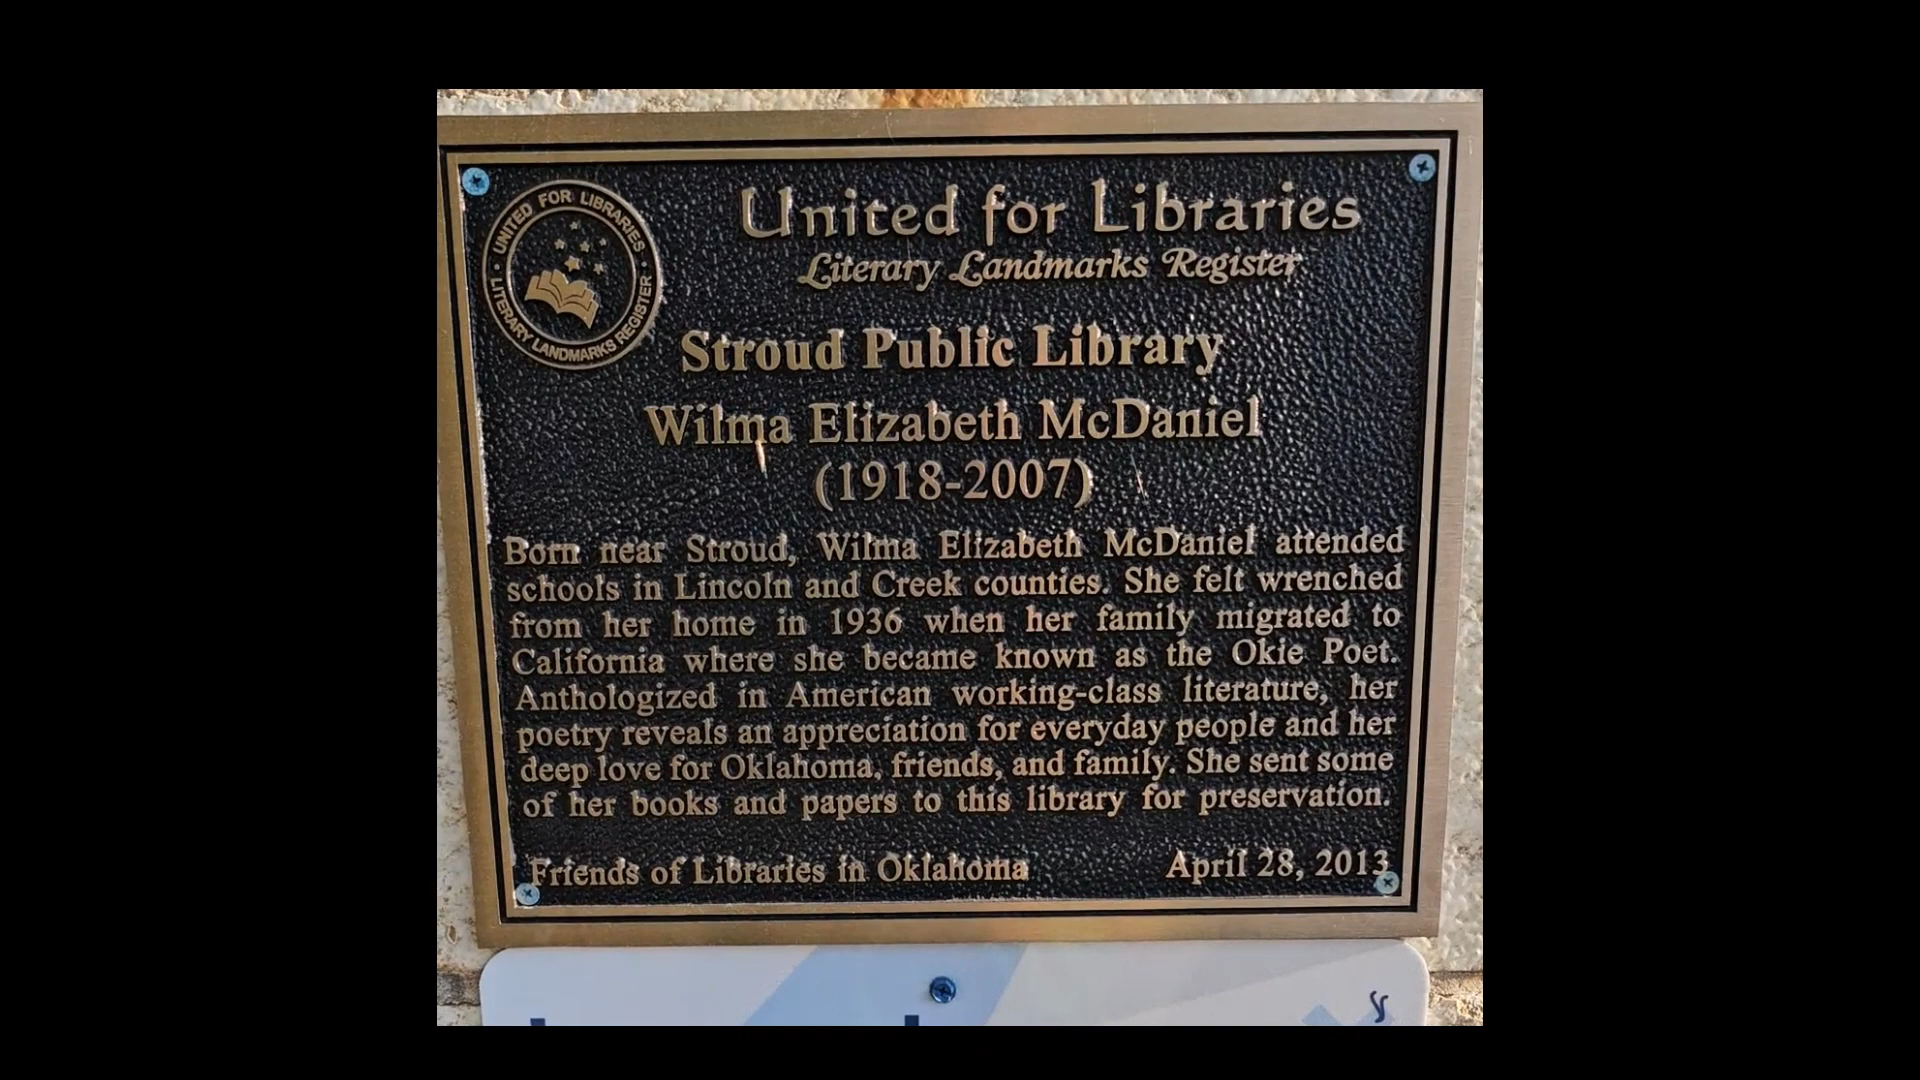 UNITED FOR LIBRARIES
LITERARY LANDMARKS REGISTER
United for Libraries
Literary Landmarks Register
Stroud Public Library
Wilma Elizabeth McDaniel
(1918-2007)
Born near Stroud, Wilma Elizabeth McDaniel attended
schools in Lincoln and Creek counties. She felt wrenched
from her home in 1936 when her family migrated to
California where she became known as the Okie Poet.
Anthologized in American working-class literature, her
poetry reveals an appreciation for everyday people and her
deep love for Oklahoma, friends, and family. She sent some
of her books and papers to this library for preservation.
Friends of Libraries in Oklahoma April 28, 2013